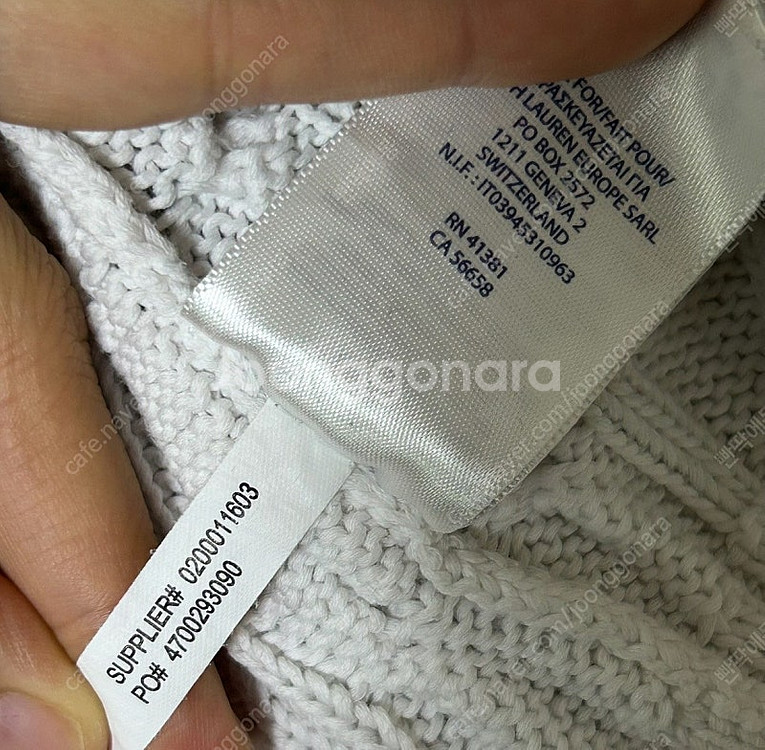 FOR/FAIT POUR/
ΡΑΣΚΕΥΑΖΕΤΑΙ ΓΙΑ
H LAUREN EUROPE SARL
PO BOX 2572
1211 GENEVA 2
SWITZERLAND
N.I.F.: IT03945310963
RN 41381
CA 56658
joonggonara
SUPPLIER# 0200011603
PO# 4700293090